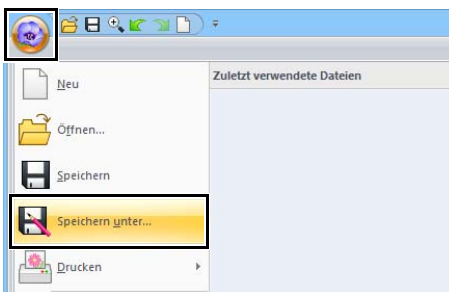 Neu
Zuletzt verwendete Dateien
Öffnen...
Speichern
Speichern unter...
Drucken